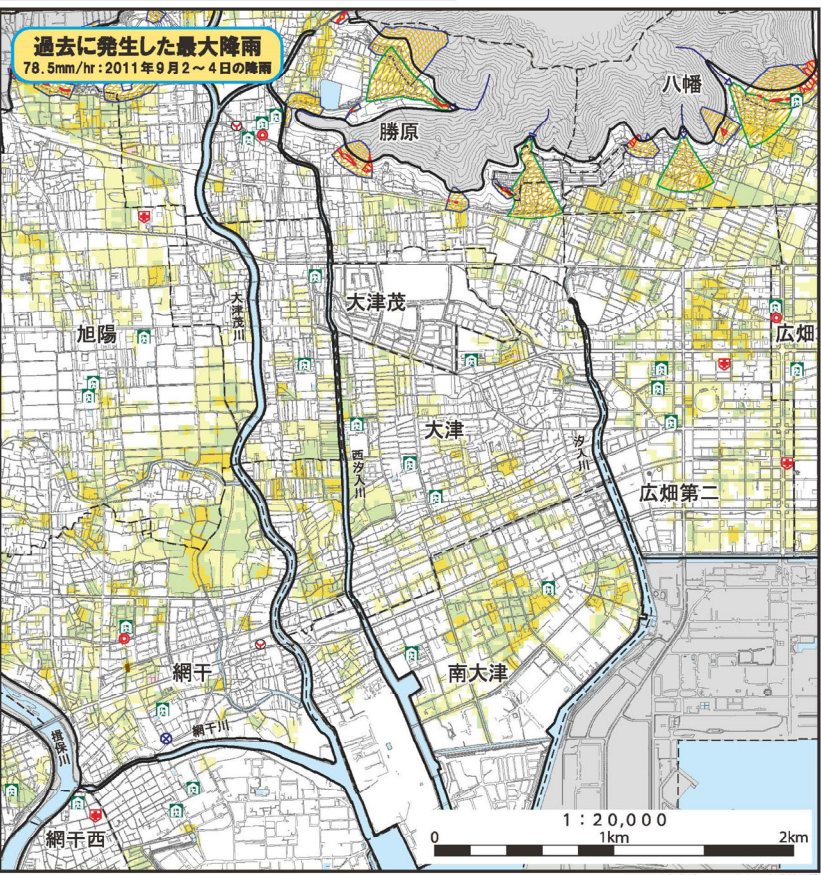 過去に発生した最大降雨
78.5mm/hr:2011年9月2～4日の降雨
八幡
勝原
大津茂川
大津茂
旭陽
広畑
大津
西汐入川
汐入川
広畑第二
網干
南大津
揖保川
網干川
網干西
1:20,000
0 1km 2km